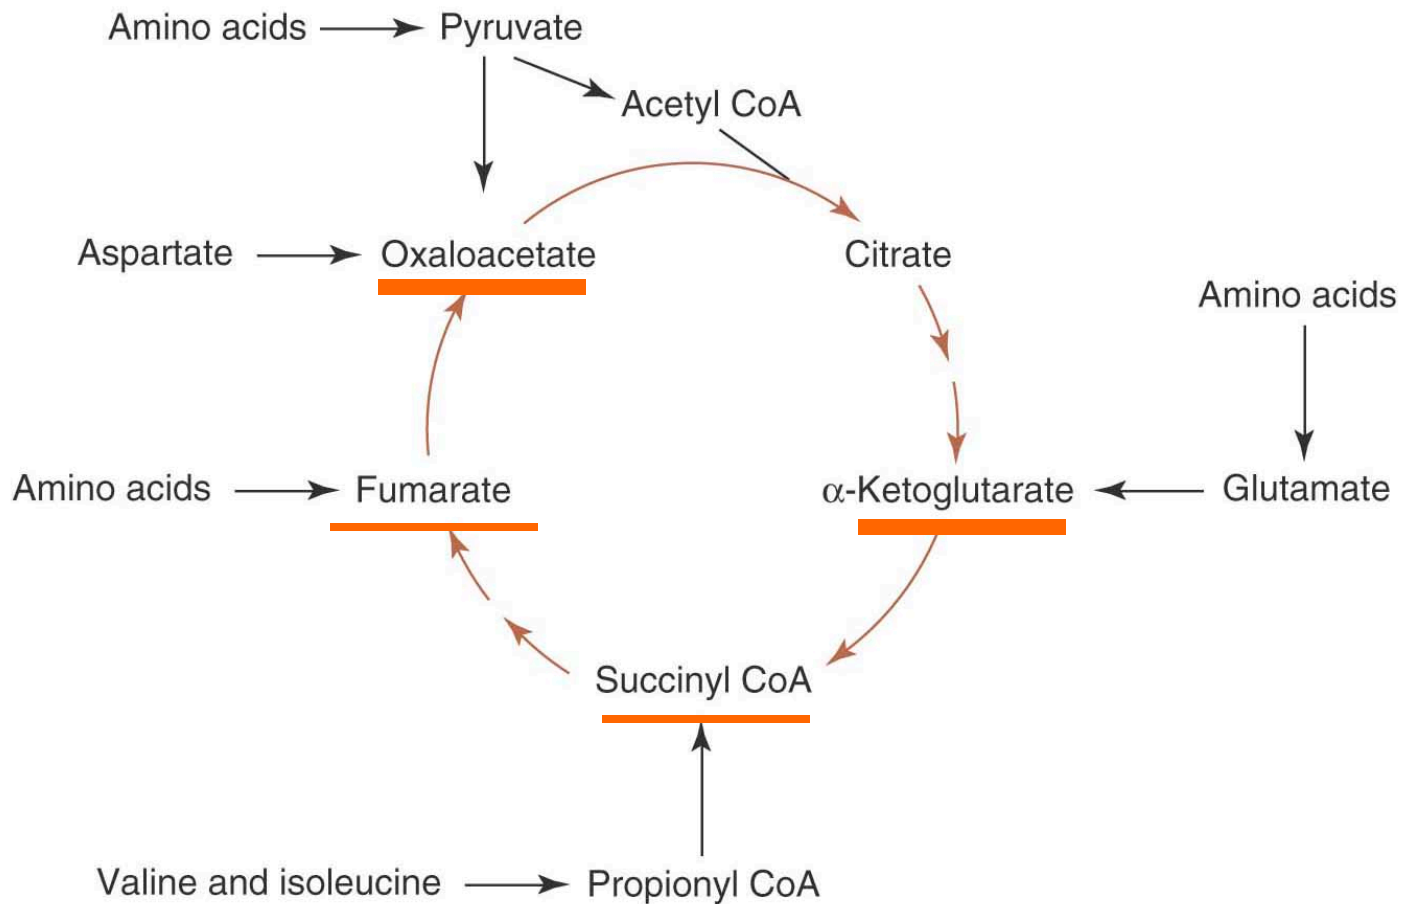 Amino acids
Pyruvate
Acetyl CoA
Aspartate
Oxaloacetate
Citrate
Amino acids
Amino acids
Fumarate
α-Ketoglutarate
Glutamate
Succinyl CoA
Valine and isoleucine
Propionyl CoA